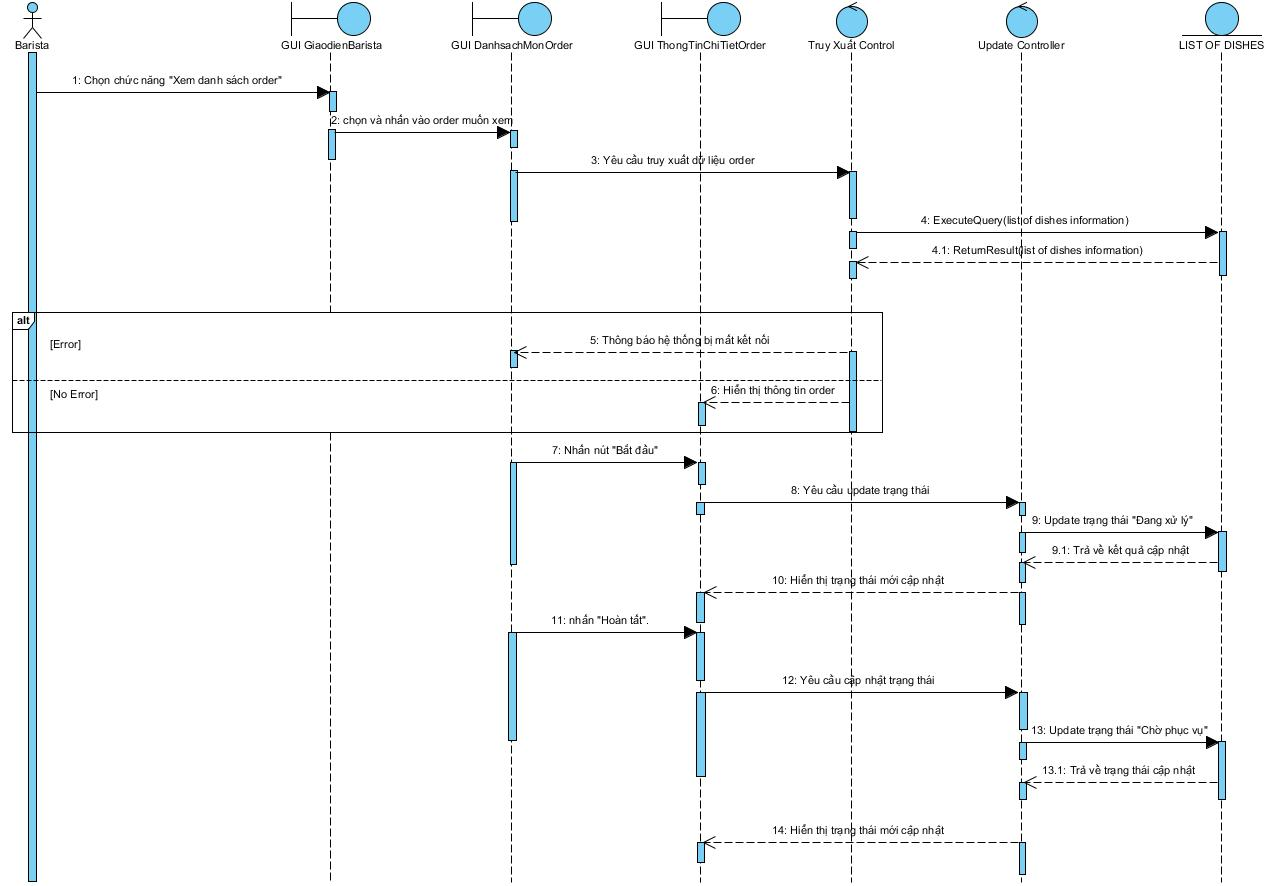 Barista
GUI GiaodienBarista
GUI DanhsachMonOrder
GUI ThongTinChiTietOrder
Truy Xuất Control
Update Controller
LIST OF DISHES
1: Chọn chức năng "Xem danh sách order"
2: chọn và nhấn vào order muốn xem
3: Yêu cầu truy xuất dữ liệu order
4: ExecuteQuery(list of dishes information)
4.1: ReturnResult(list of dishes information)
alt
[Error]
5: Thông báo hệ thống bị mất kết nối
[No Error]
6: Hiển thị thông tin order
7: Nhấn nút "Bắt đầu"
8: Yêu cầu update trạng thái
9: Update trạng thái "Đang xử lý"
9.1: Trả về kết quả cập nhật
10: Hiển thị trạng thái mới cập nhật
11: nhấn "Hoàn tất".
12: Yêu cầu cập nhật trạng thái
13: Update trạng thái "Chờ phục vụ"
13.1: Trả về trạng thái cập nhật
14: Hiển thị trạng thái mới cập nhật